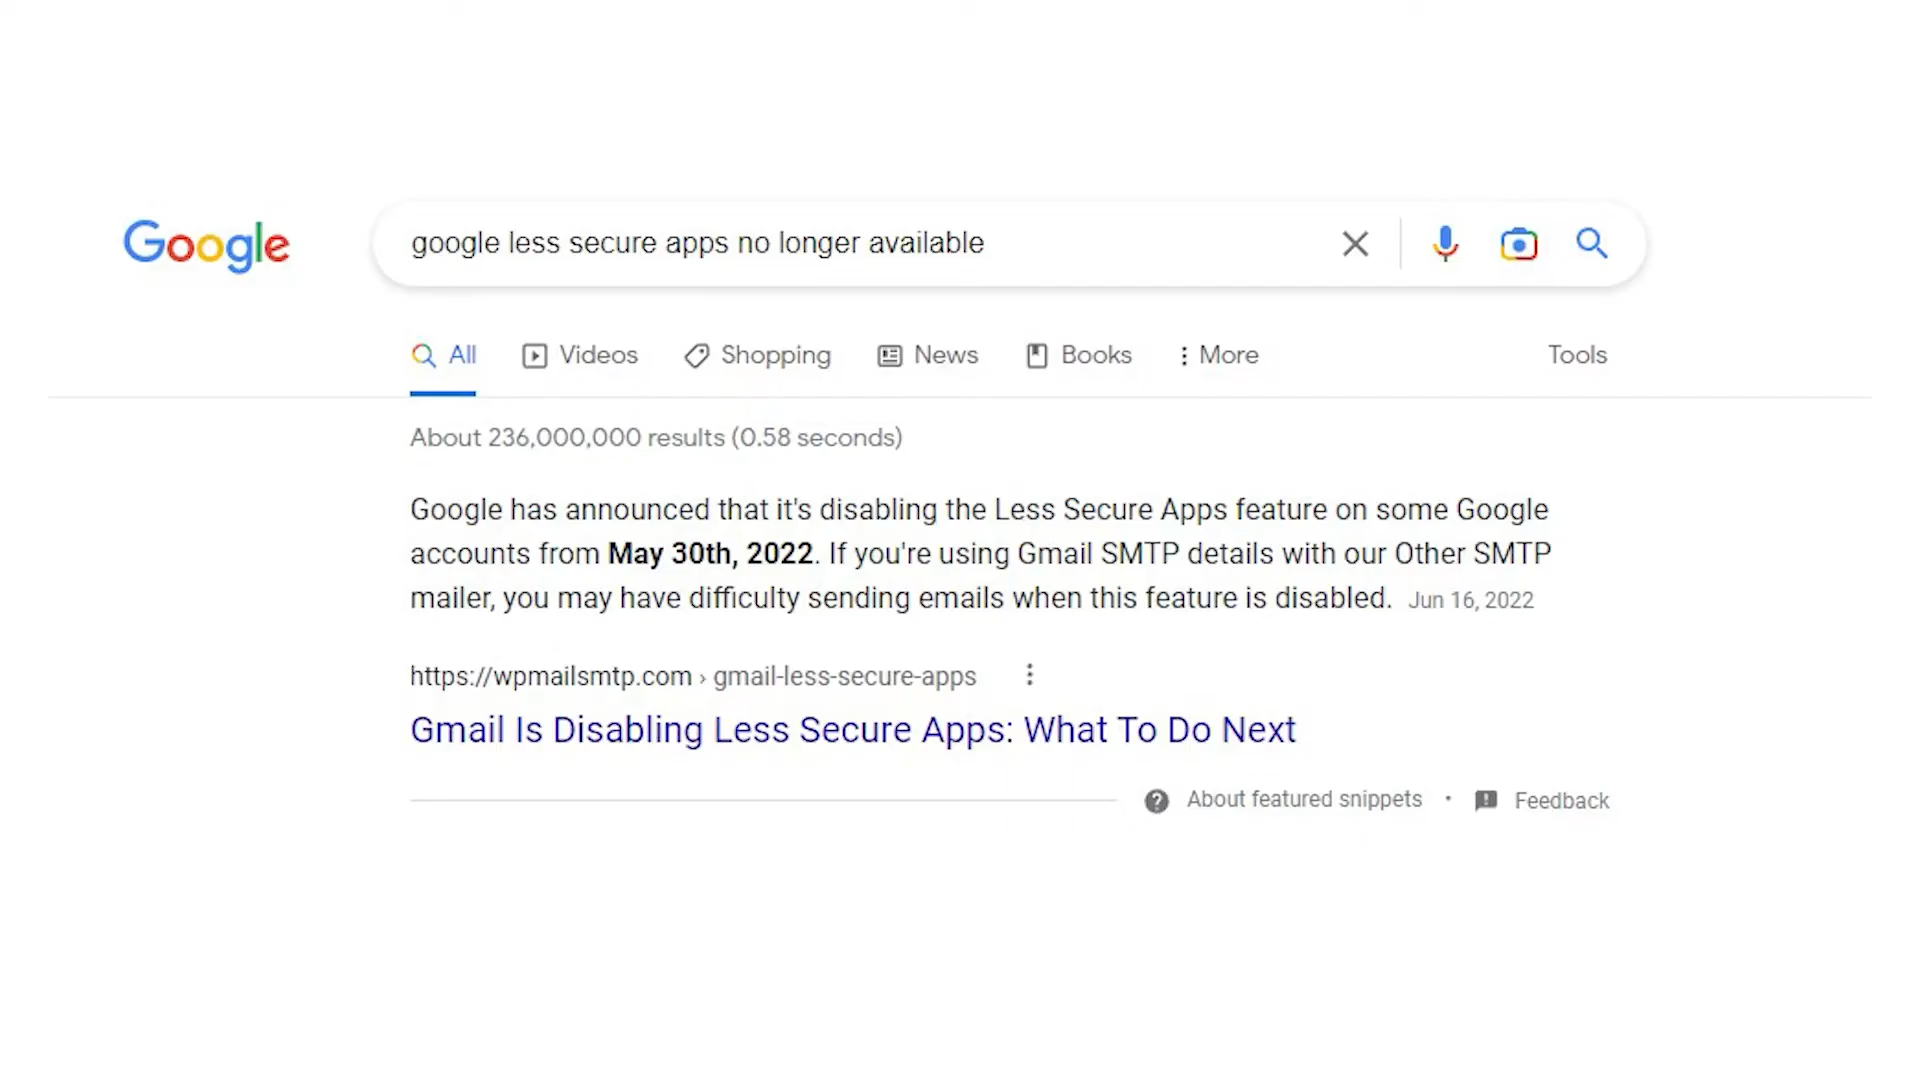 Google
google less secure apps no longer available
All Videos Shopping News Books More Tools
About 236,000,000 results (0.58 seconds)
Google has announced that it's disabling the Less Secure Apps feature on some Google
accounts from May 30th, 2022. If you're using Gmail SMTP details with our Other SMTP
mailer, you may have difficulty sending emails when this feature is disabled. Jun 16, 2022
https://wpmailsmtp.com › gmail-less-secure-apps
Gmail Is Disabling Less Secure Apps: What To Do Next
About featured snippets • Feedback